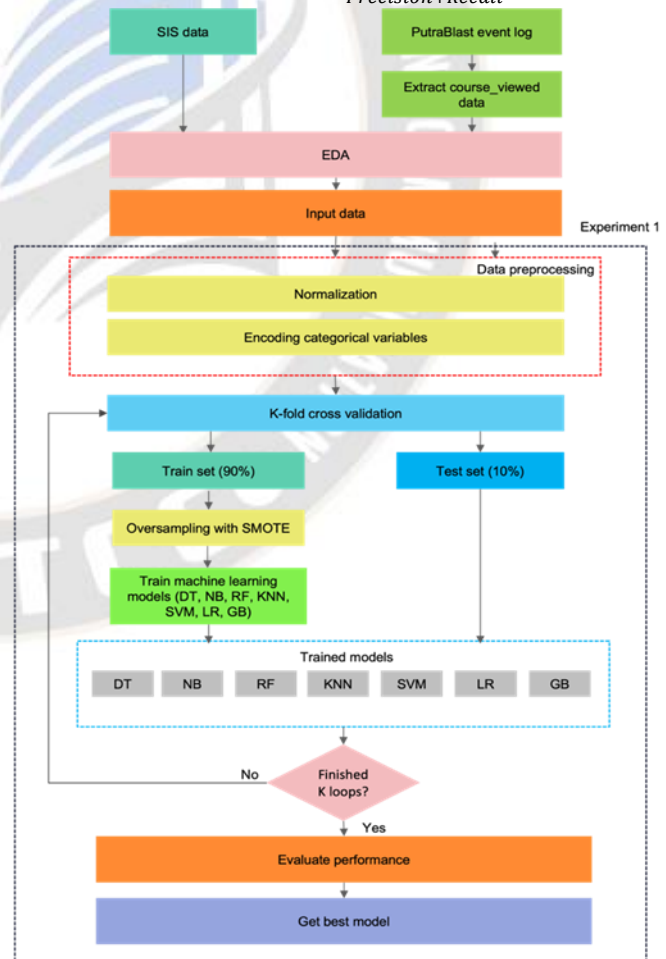 Precision+Recall
SIS data
PutraBlast event log
Extract course_viewed
data
EDA
Input data
Experiment 1
Data preprocessing
Normalization
Encoding categorical variables
K-fold cross validation
Train set (90%)
Test set (10%)
Oversampling with SMOTE
Train machine learning
models (DT, NB, RF, KNN,
SVM, LR, GB)
Trained models
DT
NB
RF
KNN
SVM
LR
GB
Finished
K loops?
No
Yes
Evaluate performance
Get best model